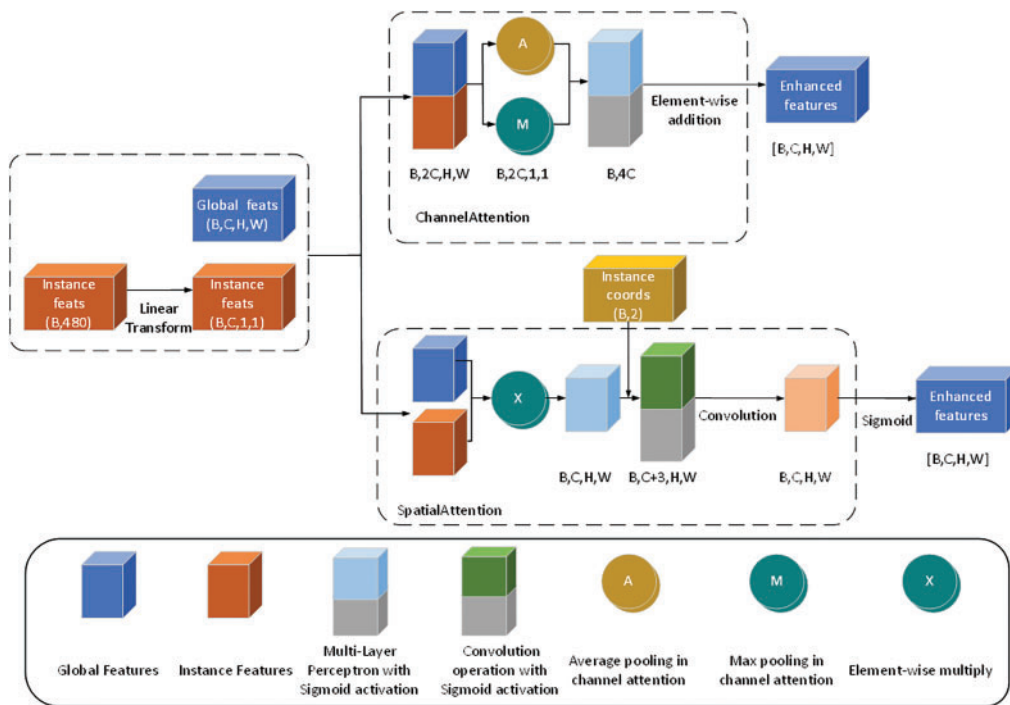 Global feats
(B,C,H,W)
Instance
feats
(B,480)
Linear
Transform
Instance
feats
(B,C,1,1)
A
M
B,2C,H,W
B,2C,1,1
B,4C
ChannelAttention
Element-wise
addition
Enhanced
features
[B,C,H,W]
Instance
coords
(B,2)
X
B,C,H,W
B,C+3,H,W
Convolution
B,C,H,W
SpatialAttention
Sigmoid
Enhanced
features
[B,C,H,W]
Global Features
Instance Features
Multi-Layer
Perceptron with
Sigmoid activation
Convolution
operation with
Sigmoid activation
A
Average pooling in
channel attention
M
Max pooling in
channel attention
X
Element-wise multiply